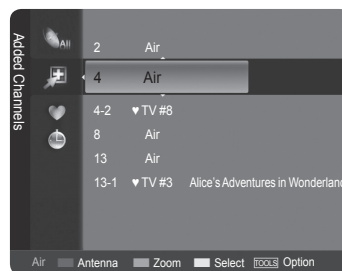 Added Channels
All
2 Air
4 Air
4-2 ♥ TV #8
8 Air
13 Air
13-1 ♥ TV #3 Alice's Adventures in Wonderland
Air Antenna Zoom Select TOOLS Option